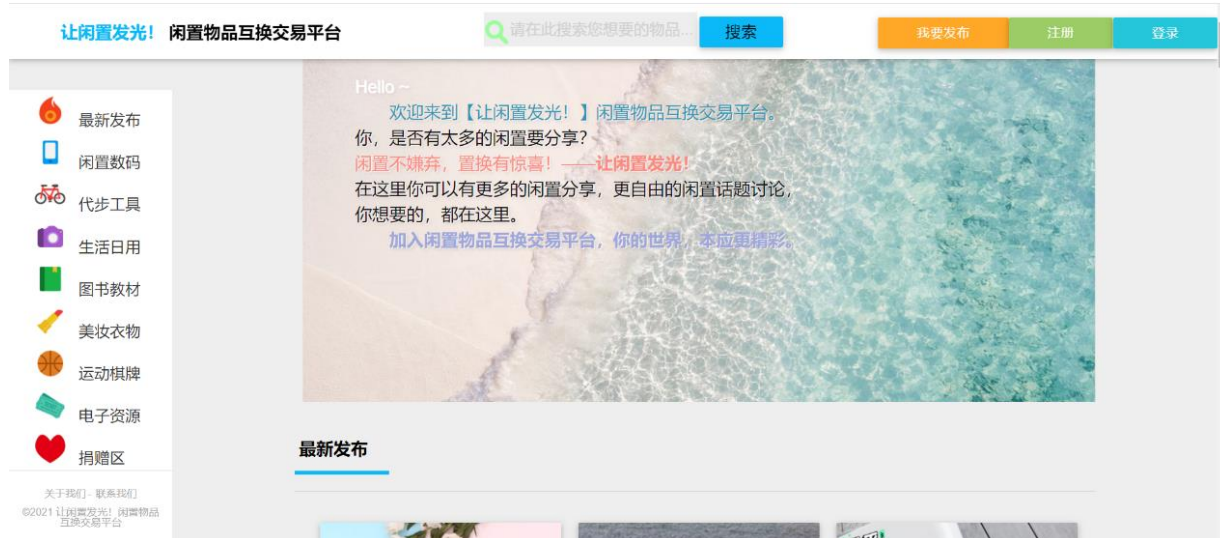 让闲置发光! 闲置物品互换交易平台
请在此搜索您想要的物品...
搜索
我要发布
注册
登录
最新发布
闲置数码
代步工具
生活日用
图书教材
美妆衣物
运动棋牌
电子资源
捐赠区
关于我们 - 联系我们
©2021 让闲置发光! 闲置物品
互换交易平台
Hello ~
欢迎来到【让闲置发光! 】闲置物品互换交易平台。
你, 是否有太多的闲置要分享?
闲置不嫌弃, 置换有惊喜! ——让闲置发光!
在这里你可以有更多的闲置分享, 更自由的闲置话题讨论,
你想要的, 都在这里。
加入闲置物品互换交易平台, 你的世界, 本应更精彩。
最新发布